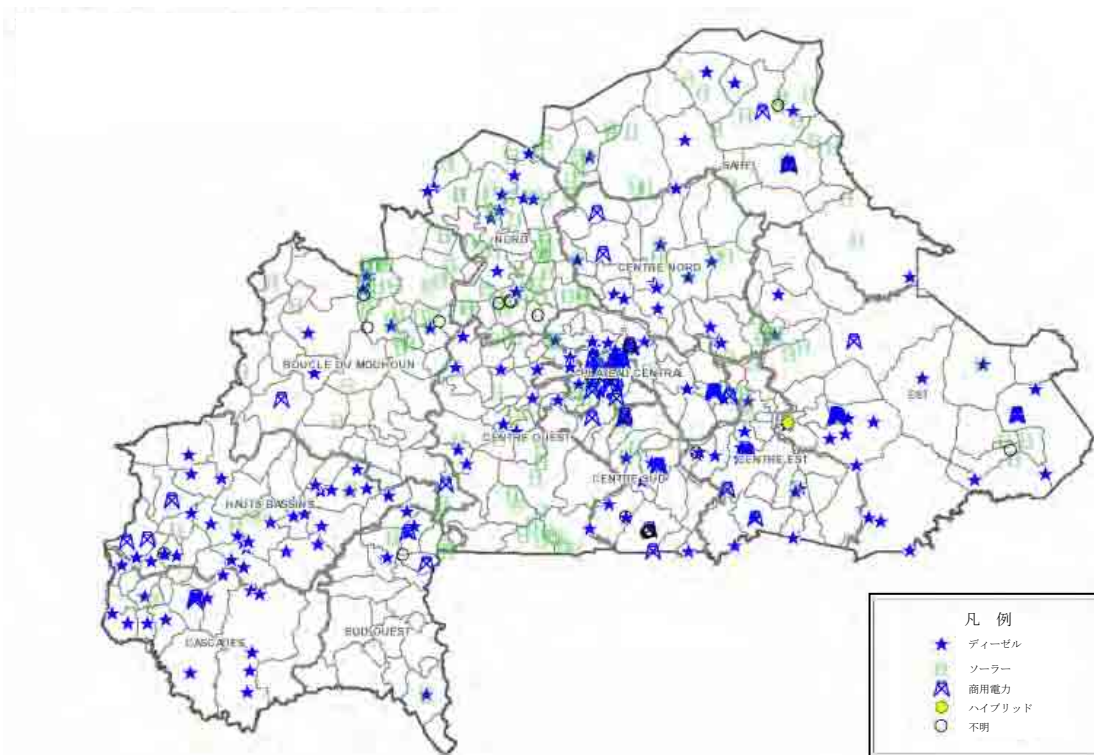 SAHEL
NORD
CENTRE NORD
BOUCLE DU MOUHOUN
PLATEAU CENTRAL
EST
CENTRE OUEST
CENTRE EST
CENTRE SUD
HAUTS BASSINS
CASCADES
SUD OUEST
凡 例
ディーゼル
ソーラー
商用電力
ハイブリッド
不明